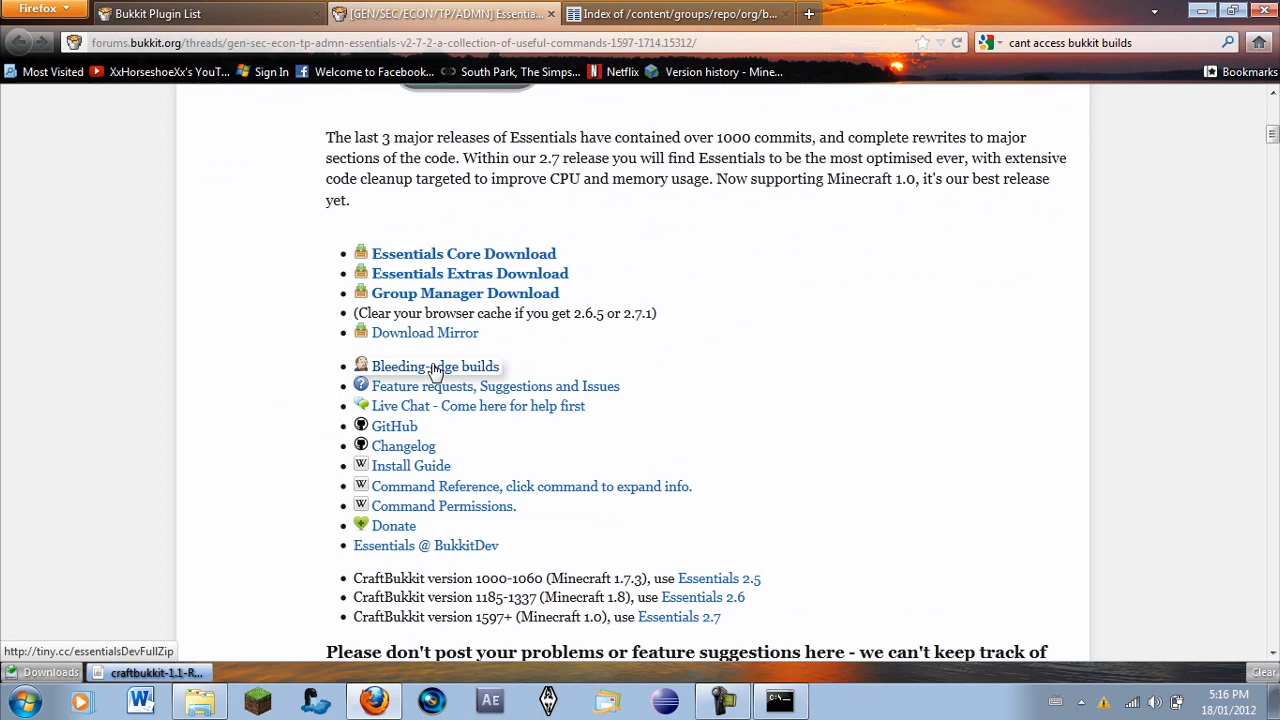 Firefox
Bukkit Plugin List
[GEN/SEC/ECON/TP/ADMN] Essentia...
Index of /content/groups/repo/org/b...
forums.bukkit.org/threads/gen-sec-econ-tp-admn-essentials-v2-7-2-a-collection-of-useful-commands-1597-1714.15312/
cant access bukkit builds
Most Visited
XxHorseshoeXx's YouT...
Sign In
Welcome to Facebook...
South Park, The Simps...
Netflix
Version history - Mine...
Bookmarks
The last 3 major releases of Essentials have contained over 1000 commits, and complete rewrites to major
sections of the code. Within our 2.7 release you will find Essentials to be the most optimised ever, with extensive
code cleanup targeted to improve CPU and memory usage. Now supporting Minecraft 1.0, it's our best release
yet.
Essentials Core Download
Essentials Extras Download
Group Manager Download
(Clear your browser cache if you get 2.6.5 or 2.7.1)
Download Mirror
Bleeding-edge builds
Feature requests, Suggestions and Issues
Live Chat - Come here for help first
GitHub
Changelog
Install Guide
Command Reference, click command to expand info.
Command Permissions.
Donate
Essentials @ BukkitDev
CraftBukkit version 1000-1060 (Minecraft 1.7.3), use Essentials 2.5
CraftBukkit version 1185-1337 (Minecraft 1.8), use Essentials 2.6
CraftBukkit version 1597+ (Minecraft 1.0), use Essentials 2.7
Please don't post your problems or feature suggestions here - we can't keep track of
http://tiny.cc/essentialsDevFullZip
Downloads
craftbukkit-1.1-R...
Clear
5:16 PM
18/01/2012